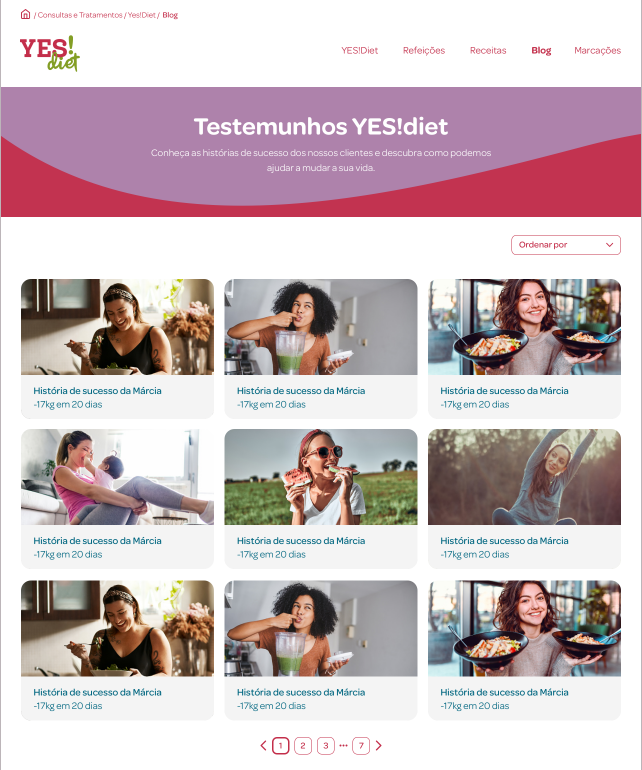 / Consultas e Tratamentos / Yes!Diet / Blog
YES!
diet
YES!Diet Refeições Receitas Blog Marcações
Testemunhos YES!diet
Conheça as histórias de sucesso dos nossos clientes e descubra como podemos
ajudar a mudar a sua vida.
Ordenar por
História de sucesso da Márcia
-17kg em 20 dias
História de sucesso da Márcia
-17kg em 20 dias
História de sucesso da Márcia
-17kg em 20 dias
História de sucesso da Márcia
-17kg em 20 dias
História de sucesso da Márcia
-17kg em 20 dias
História de sucesso da Márcia
-17kg em 20 dias
História de sucesso da Márcia
-17kg em 20 dias
História de sucesso da Márcia
-17kg em 20 dias
História de sucesso da Márcia
-17kg em 20 dias
1 2 3 ... 7